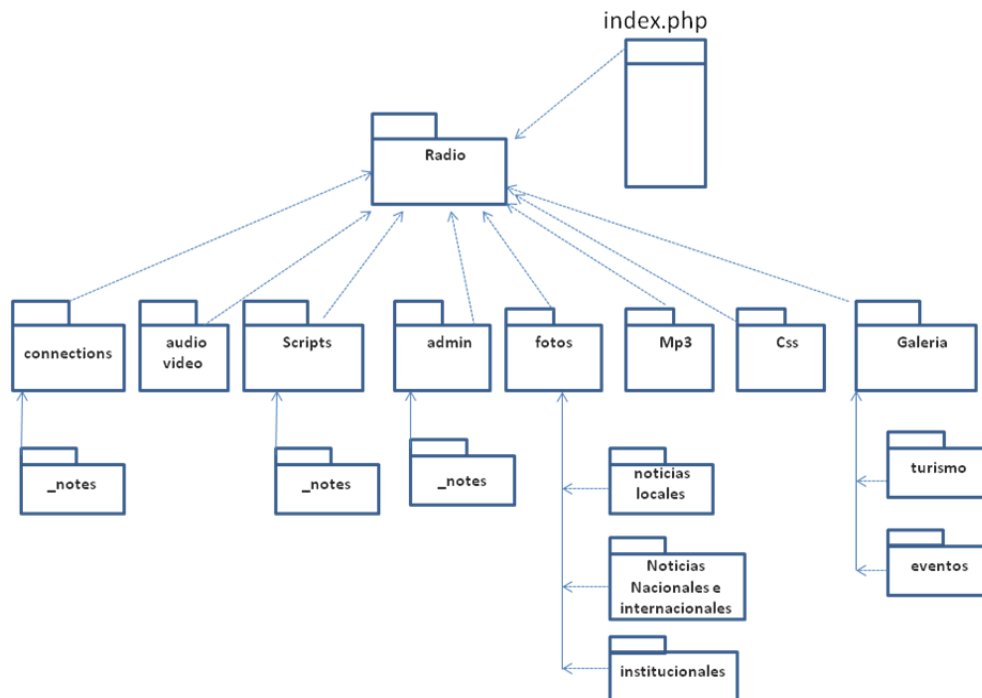 index.php
Radio
connections
audio
video
Scripts
admin
fotos
Mp3
Css
Galeria
_notes
_notes
_notes
noticias
locales
Noticias
Nacionales e
internacionales
institucionales
turismo
eventos